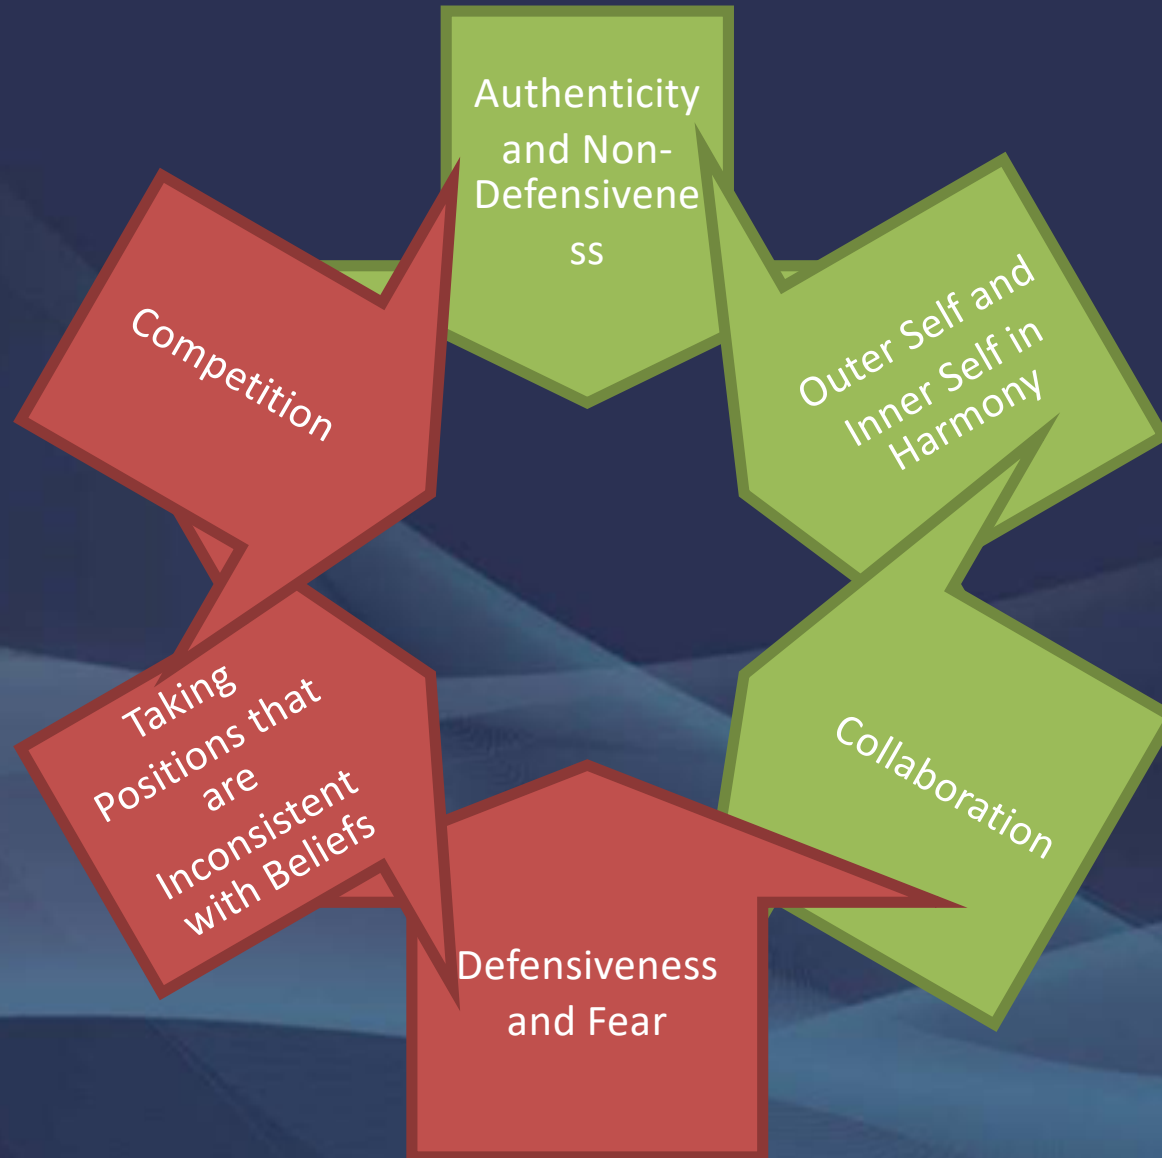 Authenticity
and Non-
Defensivene
ss
Outer Self and
Inner Self in
Harmony
Collaboration
Defensiveness
and Fear
Taking
Positions that
are
Inconsistent
with Beliefs
Competition